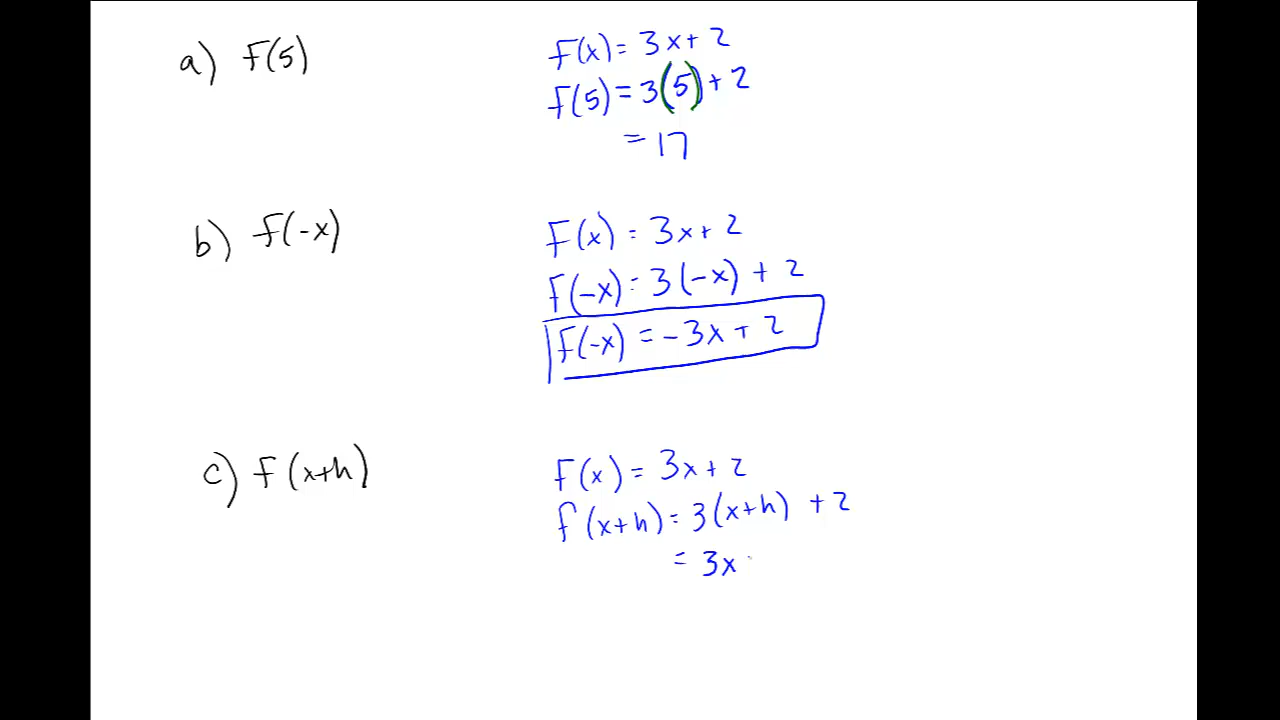 a) f(5)
f(x) = 3x + 2
f(5) = 3(5) + 2
= 17
b) f(-x)
f(x) = 3x + 2
f(-x) = 3(-x) + 2
f(-x) = -3x + 2
c) f(x+h)
f(x) = 3x + 2
f(x+h) = 3(x+h) + 2
= 3x